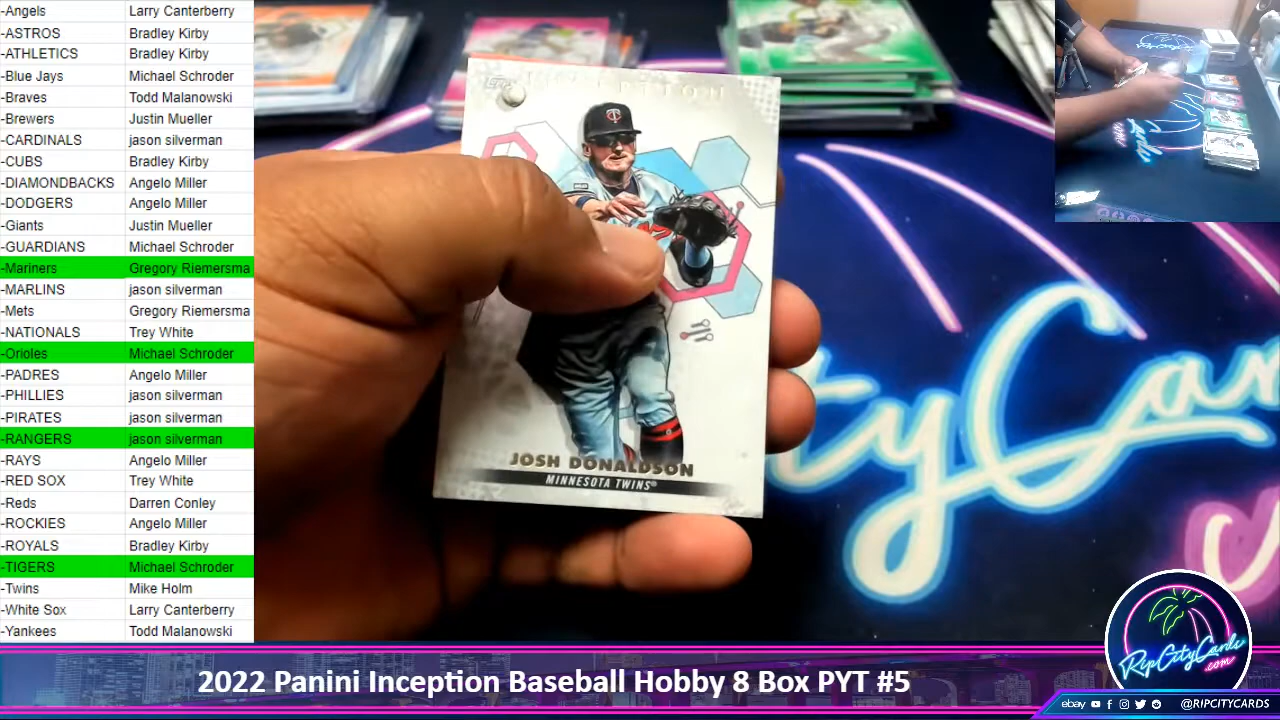 -Angels Larry Canterberry
-ASTROS Bradley Kirby
-ATHLETICS Bradley Kirby
-Blue Jays Michael Schroder
-Braves Todd Malanowski
-Brewers Justin Mueller
-CARDINALS jason silverman
-CUBS Bradley Kirby
-DIAMONDBACKS Angelo Miller
-DODGERS Angelo Miller
-Giants Justin Mueller
-GUARDIANS Michael Schroder
-Mariners Gregory Riemersma
-MARLINS jason silverman
-Mets Gregory Riemersma
-NATIONALS Trey White
-Orioles Michael Schroder
-PADRES Angelo Miller
-PHILLIES jason silverman
-PIRATES jason silverman
-RANGERS jason silverman
-RAYS Angelo Miller
-RED SOX Trey White
-Reds Darren Conley
-ROCKIES Angelo Miller
-ROYALS Bradley Kirby
-TIGERS Michael Schroder
-Twins Mike Holm
-White Sox Larry Canterberry
-Yankees Todd Malanowski
topps INCEPTION
JOSH DONALDSON
MINNESOTA TWINS
tyCar
RipCityCards
.com
2022 Panini Inception Baseball Hobby 8 Box PYT #5
ebay @RIPCITYCARDS